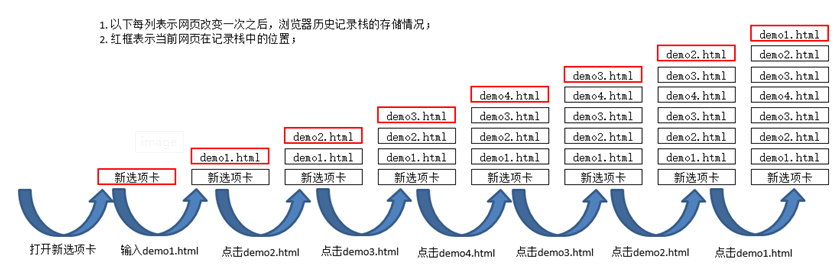 1. 以下每列表示网页改变一次之后，浏览器历史记录栈的存储情况；
2. 红框表示当前网页在记录栈中的位置；
demo1.html
demo2.html demo2.html
demo3.html demo3.html demo3.html
demo4.html demo4.html demo4.html demo4.html
demo3.html demo3.html demo3.html demo3.html demo3.html
demo2.html demo2.html demo2.html demo2.html demo2.html demo2.html
image
demo1.html demo1.html demo1.html demo1.html demo1.html demo1.html demo1.html
新选项卡 新选项卡 新选项卡 新选项卡 新选项卡 新选项卡 新选项卡 新选项卡
打开新选项卡 输入demo1.html 点击demo2.html 点击demo3.html 点击demo4.html 点击demo3.html 点击demo2.html 点击demo1.html